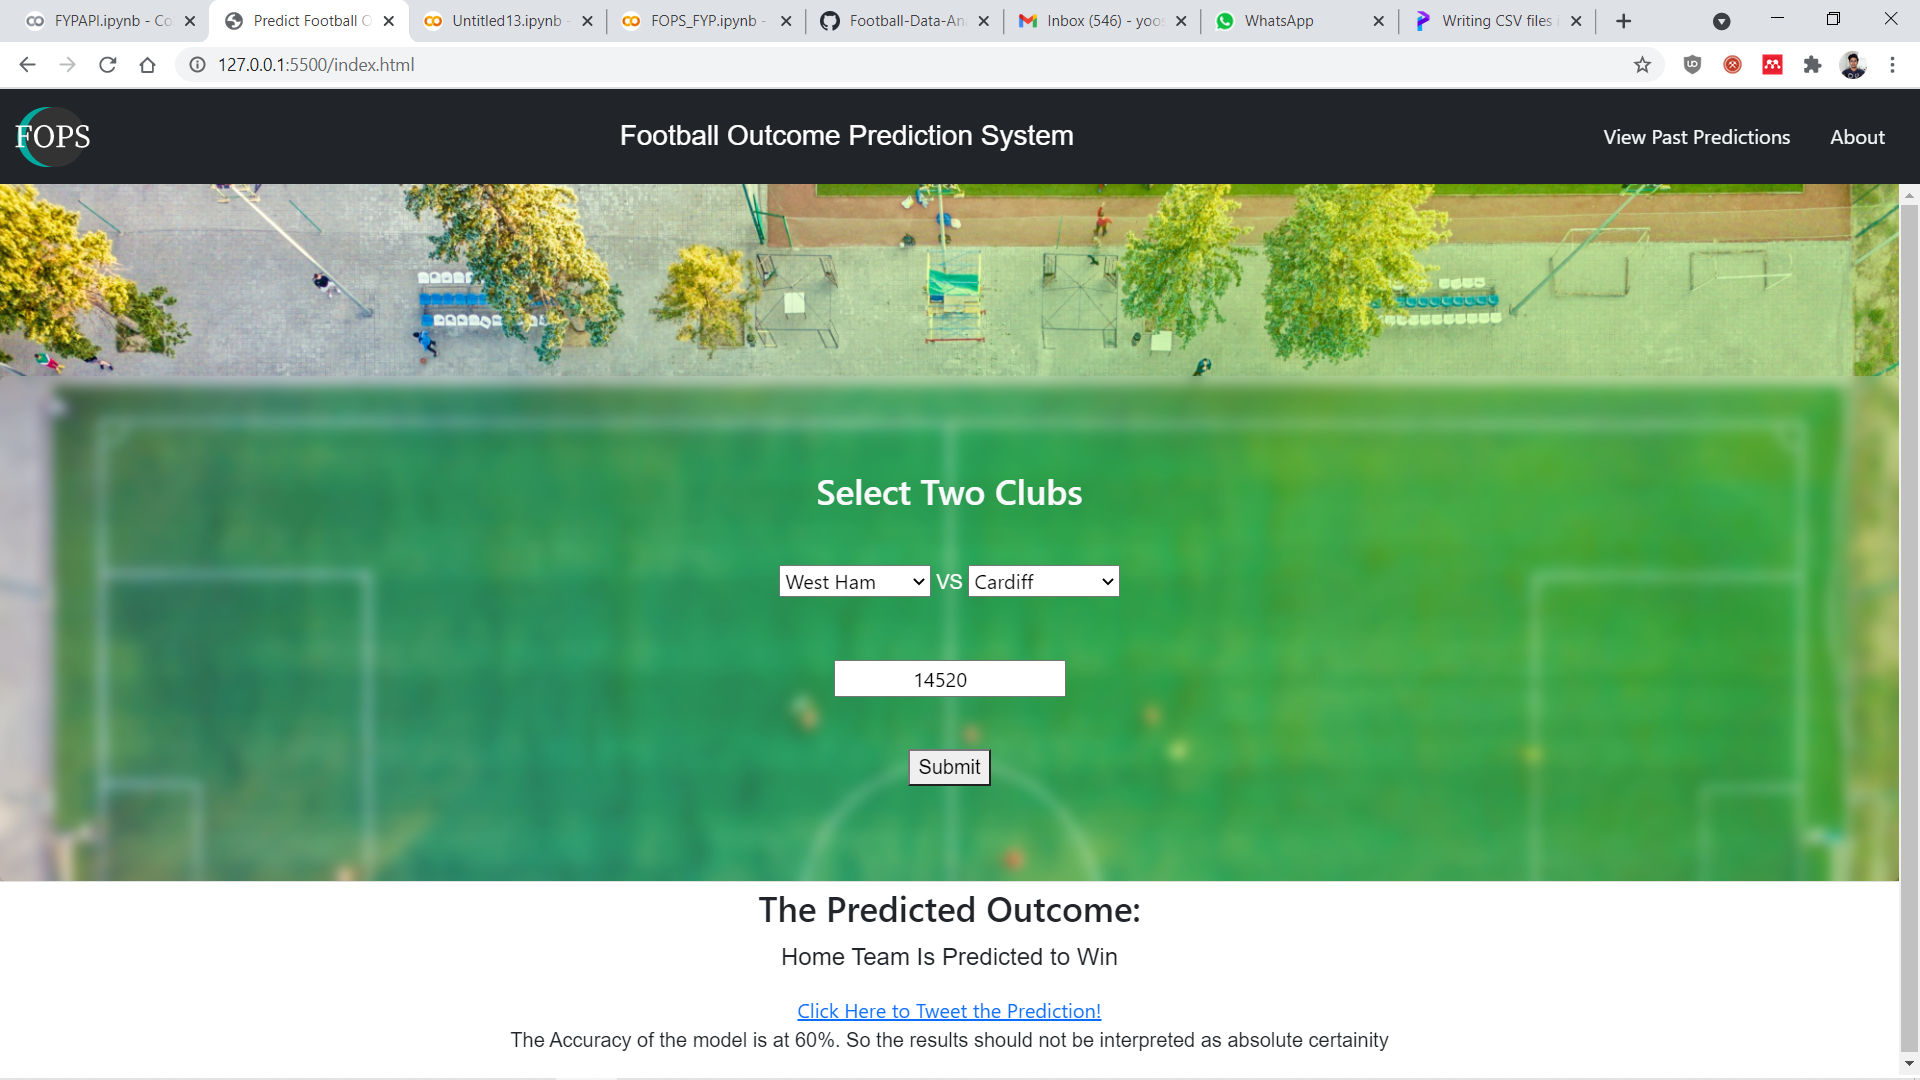 FYPAPI.ipynb - Co
Predict Football O
Untitled13.ipynb -
FOPS_FYP.ipynb -
Football-Data-An
Inbox (546) - yoos
WhatsApp
Writing CSV files i
127.0.0.1:5500/index.html
FOPS
Football Outcome Prediction System
View Past Predictions
About
Select Two Clubs
West Ham VS Cardiff
14520
Submit
The Predicted Outcome:
Home Team Is Predicted to Win
Click Here to Tweet the Prediction!
The Accuracy of the model is at 60%. So the results should not be interpreted as absolute certainity